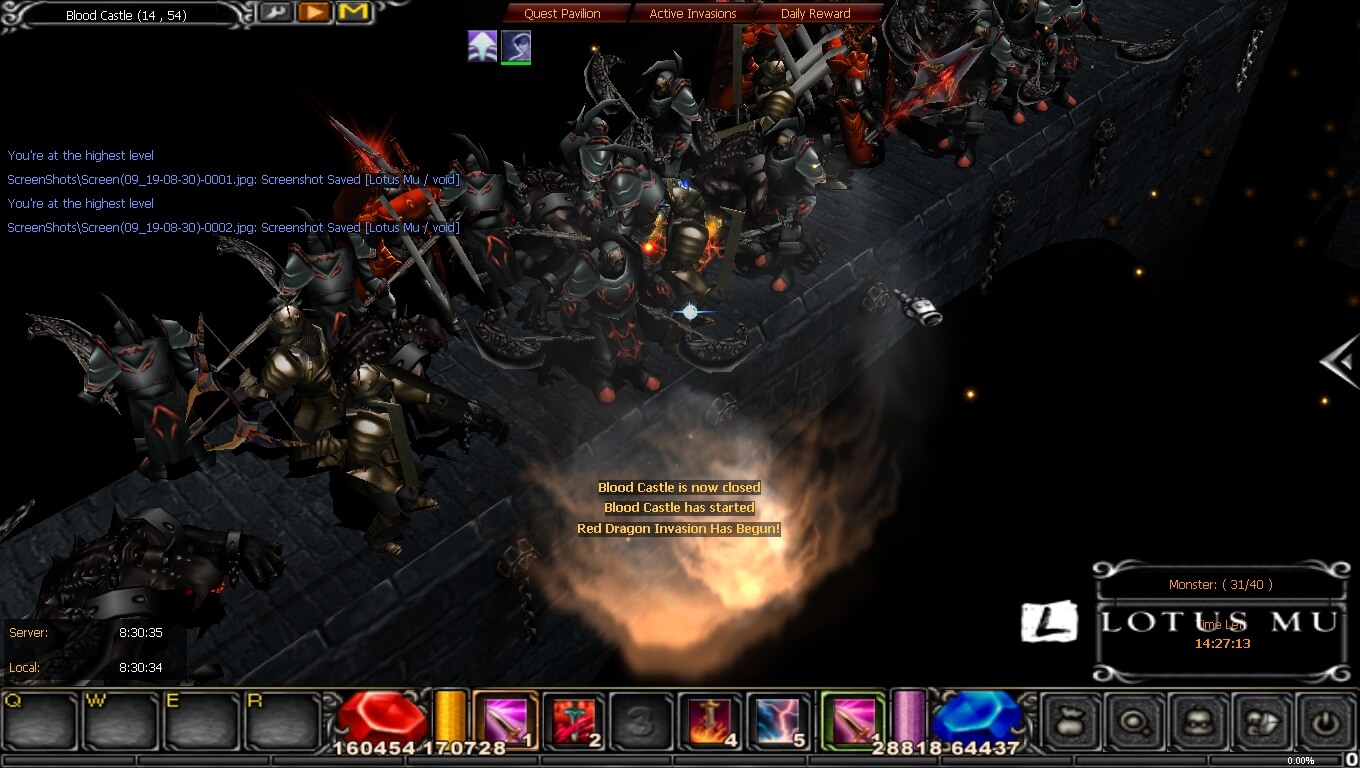 Blood Castle (14 , 54)
Quest Pavilion
Active Invasions
Daily Reward
You're at the highest level
ScreenShots\Screen(09_19-08-30)-0001.jpg: Screenshot Saved [Lotus Mu / void]
You're at the highest level
ScreenShots\Screen(09_19-08-30)-0002.jpg: Screenshot Saved [Lotus Mu / void]
Blood Castle is now closed
Blood Castle has started
Red Dragon Invasion Has Begun!
Monster: ( 31/40 )
Time Left
L LOTUS MU
14:27:13
Server: 8:30:35
Local: 8:30:34
Q W E R
1 2 3 4 5 1
160454 170728 28818 64437
0.00% 0